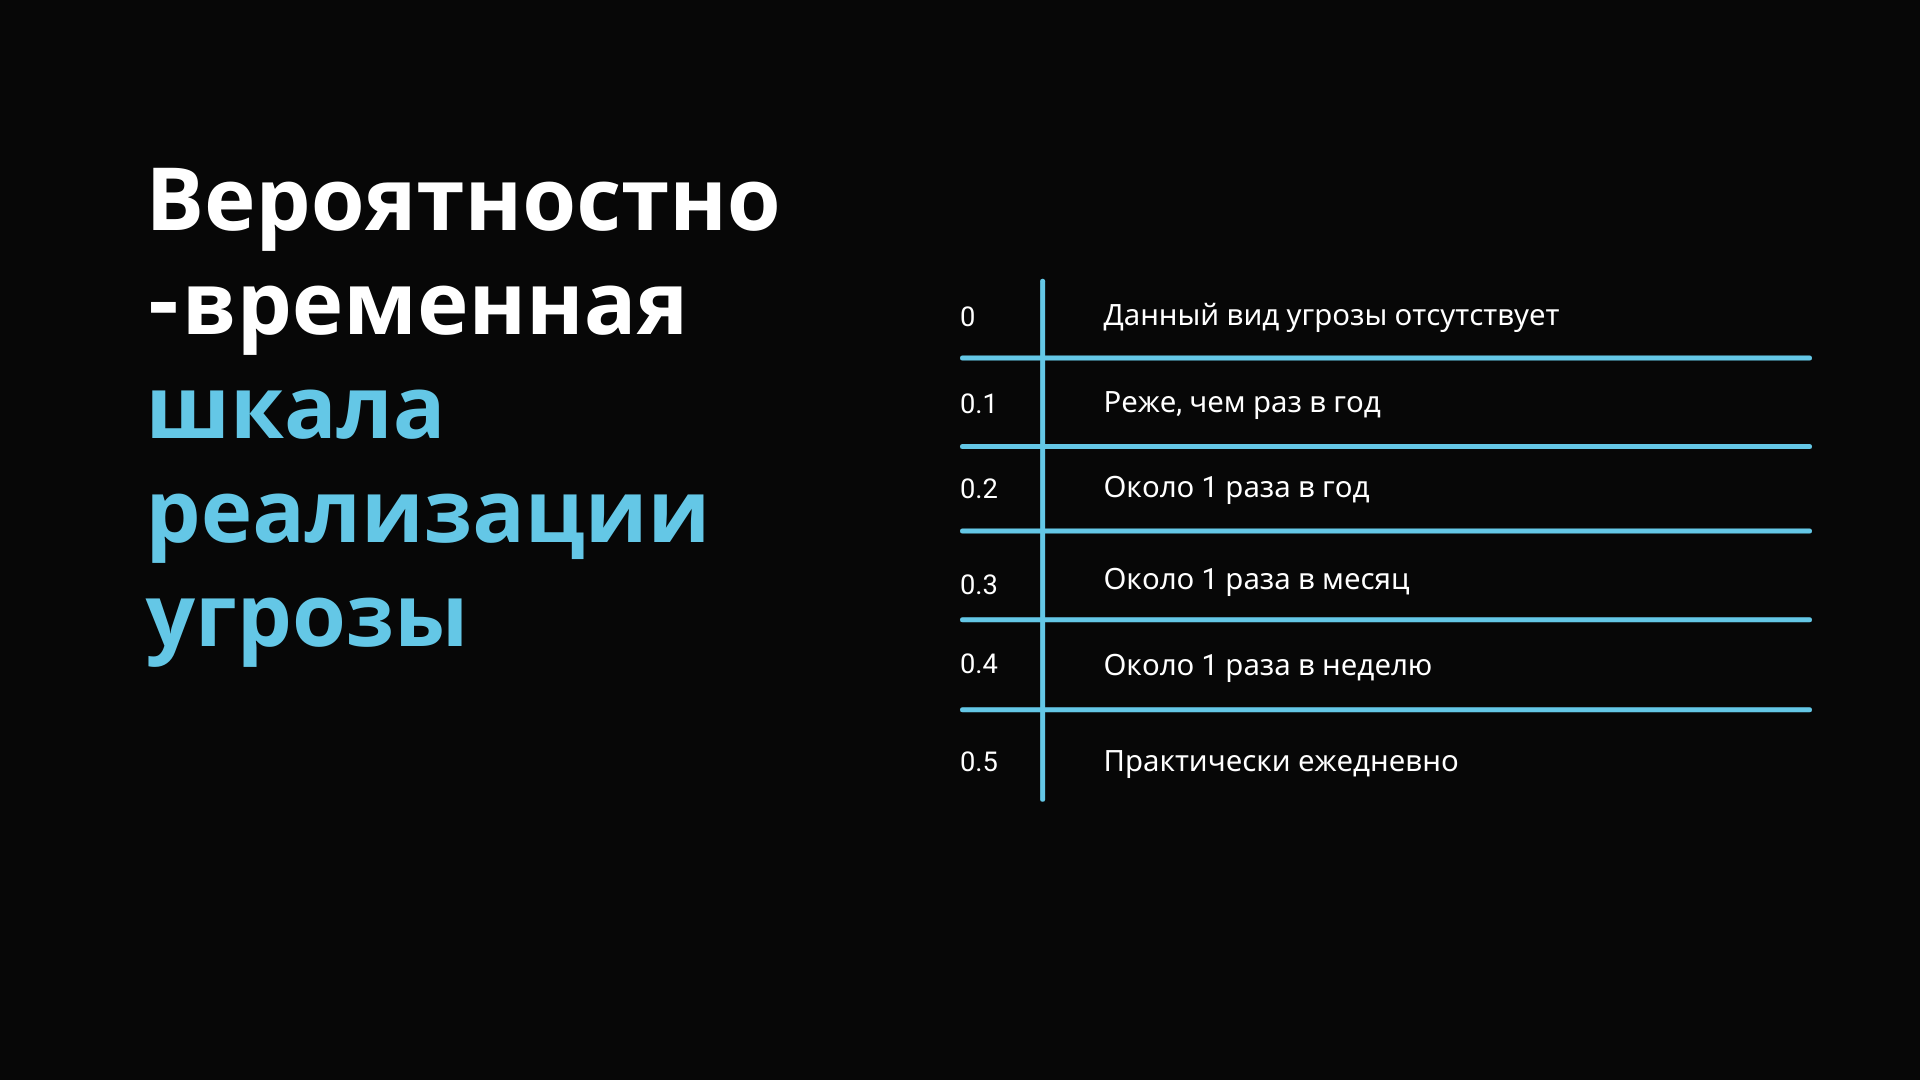 Вероятностно
-временная
шкала
реализации
угрозы
0 Данный вид угрозы отсутствует
0.1 Реже, чем раз в год
0.2 Около 1 раза в год
0.3 Около 1 раза в месяц
0.4 Около 1 раза в неделю
0.5 Практически ежедневно